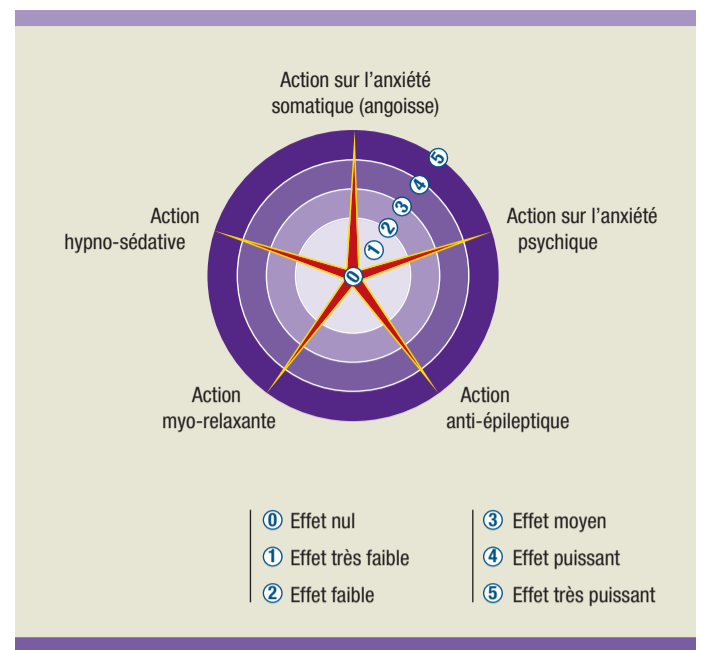 Action sur l'anxiété
somatique (angoisse)
5
4
3
2
1
0
Action
hypno-sédative
Action sur l'anxiété
psychique
Action
myo-relaxante
Action
anti-épileptique
0 Effet nul
1 Effet très faible
2 Effet faible
3 Effet moyen
4 Effet puissant
5 Effet très puissant